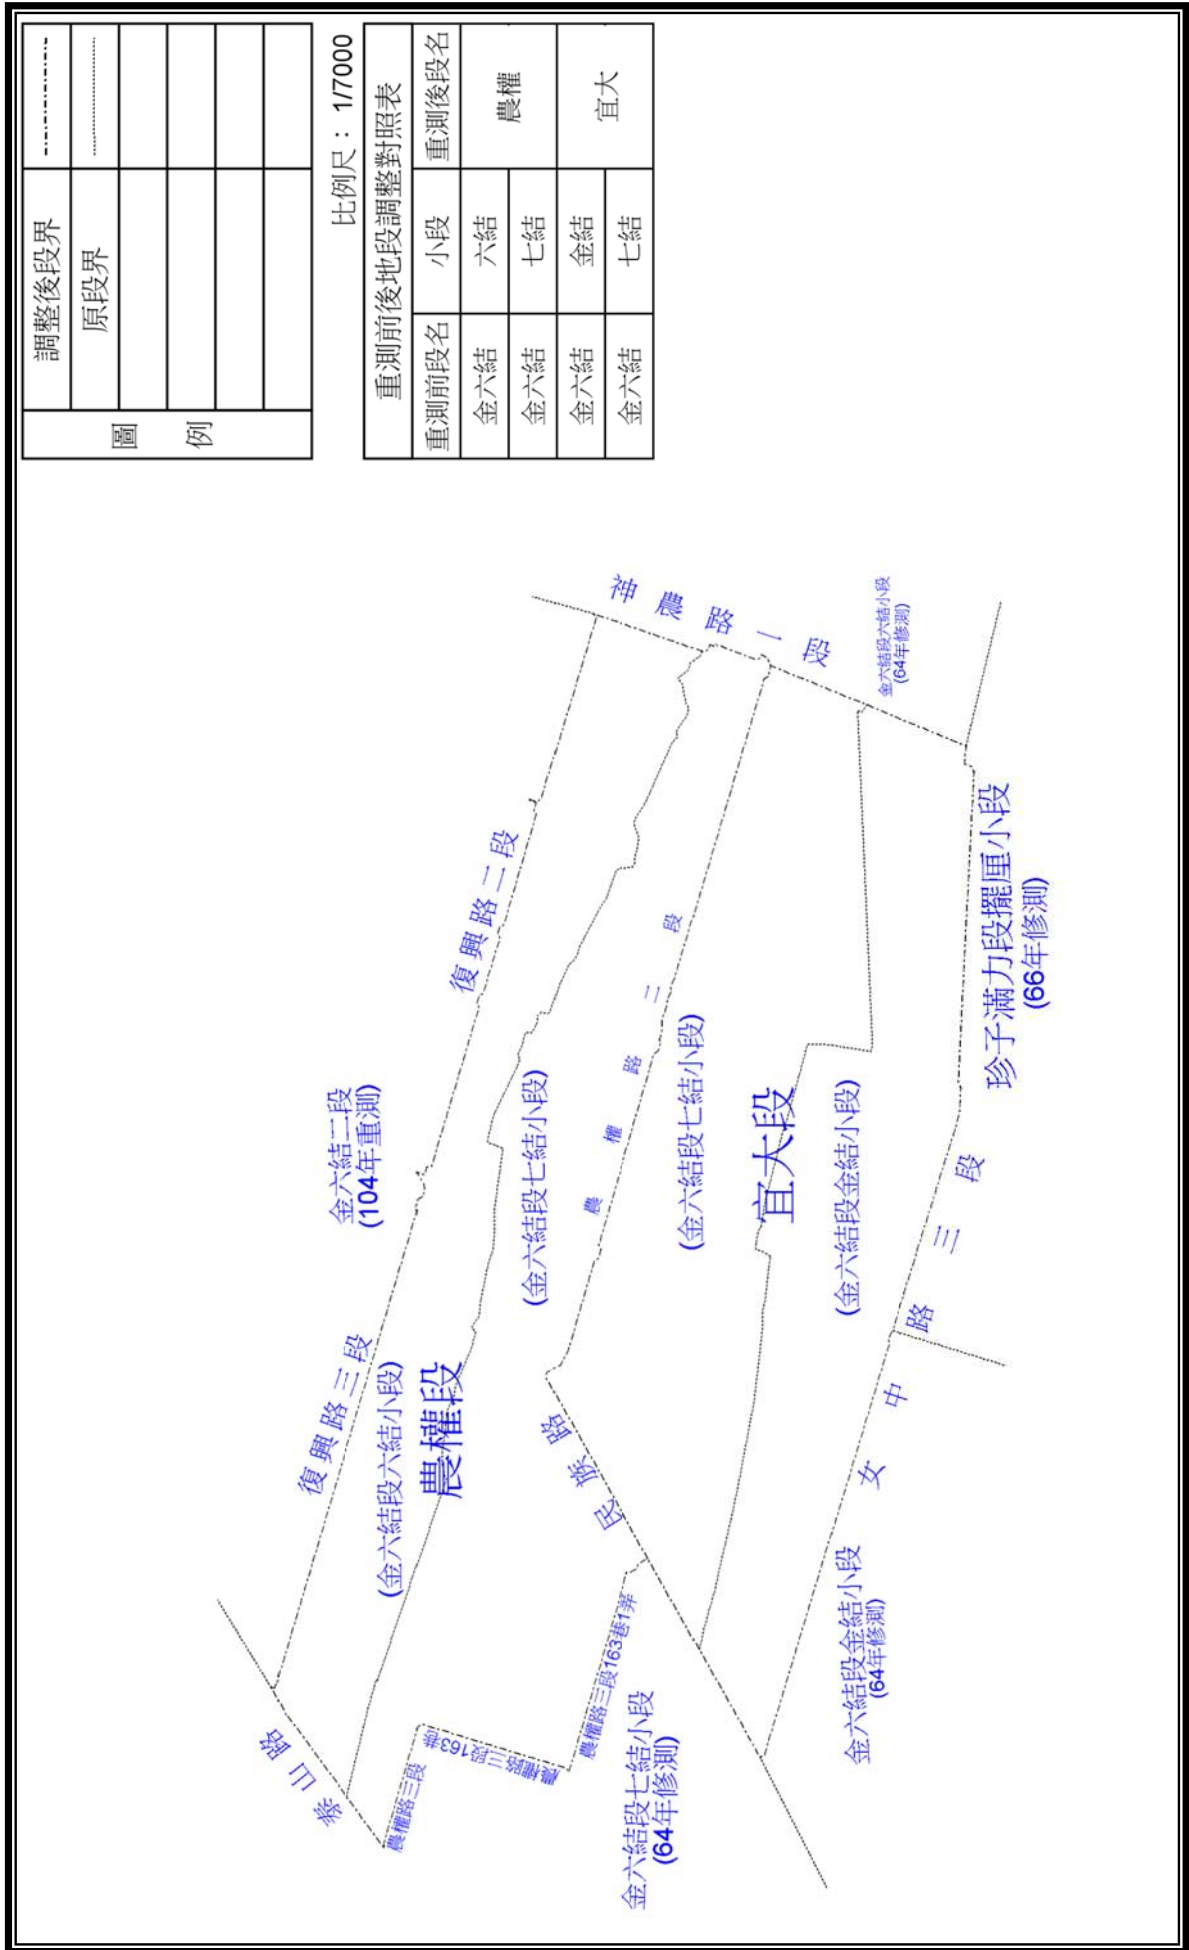 圖例
調整後段界
原段界
比例尺：1/7000
重測前後地段調整對照表
重測前段名 小段 重測後段名
金六結 六結 農權
金六結 七結
金六結 金結 宜大
金六結 七結
神農路一段
金六結段六結小段
(64年修測)
復興路二段
金六結二段
(104年重測)
復興路三段
(金六結段六結小段)
農權段
(金六結段七結小段)
農權路二段
(金六結段七結小段)
宜大段
(金六結段金結小段)
珍子滿力段擺厘小段
(66年修測)
女中路三段
民族路
泰山路
農權路三段
農權路三段163巷
農權路三段163巷1弄
金六結段七結小段
(64年修測)
金六結段金結小段
(64年修測)